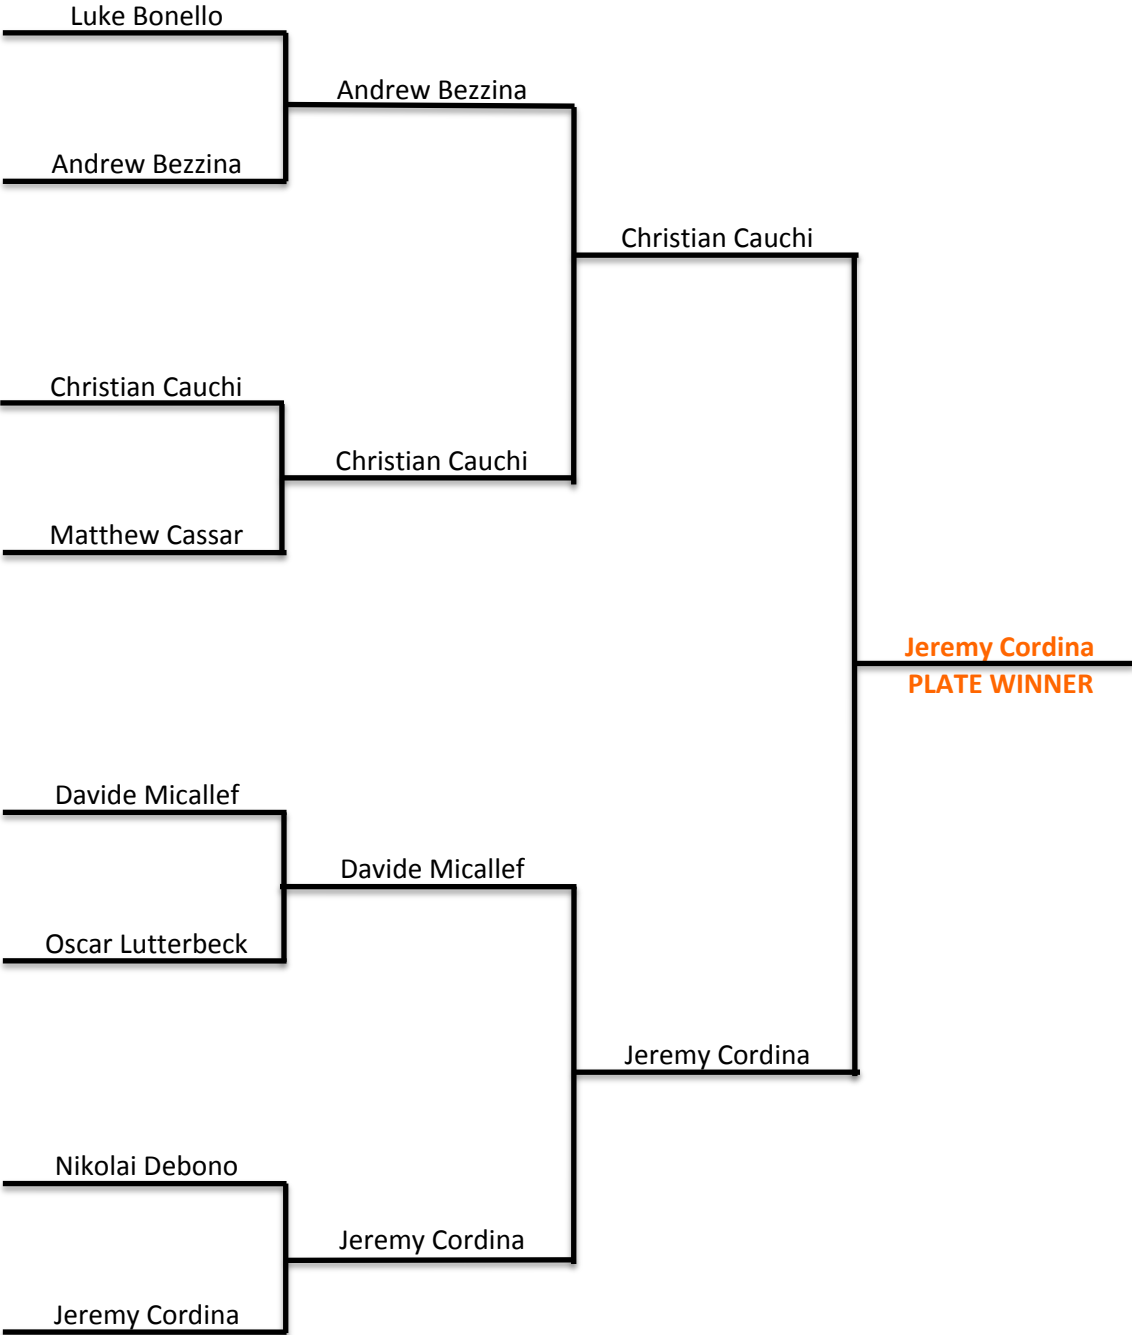 Luke Bonello
Andrew Bezzina
Andrew Bezzina
Christian Cauchi
Christian Cauchi
Christian Cauchi
Matthew Cassar
Jeremy Cordina
PLATE WINNER
Davide Micallef
Davide Micallef
Oscar Lutterbeck
Jeremy Cordina
Nikolai Debono
Jeremy Cordina
Jeremy Cordina